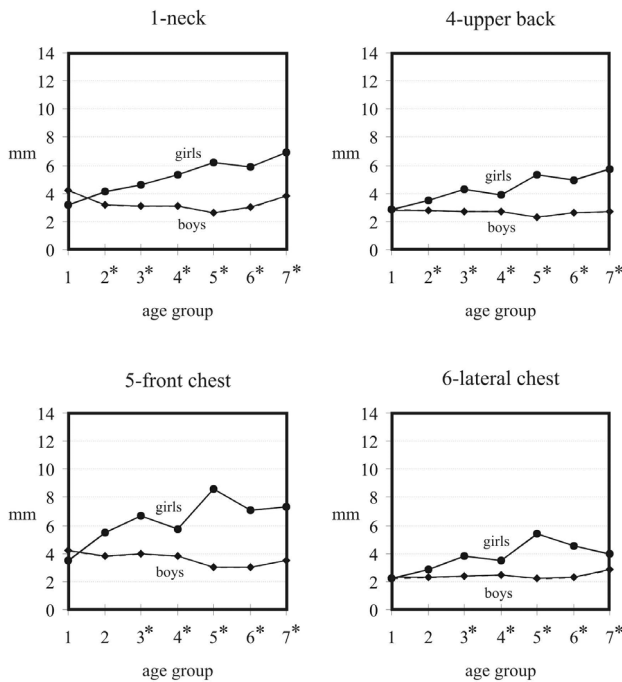 1-neck
14
12
10
8
mm
6
4
2
0
girls
boys
1 2* 3* 4* 5* 6* 7*
age group
4-upper back
14
12
10
8
mm
6
4
2
0
girls
boys
1 2* 3* 4* 5* 6* 7*
age group
5-front chest
14
12
10
8
mm
6
4
2
0
girls
boys
1 2 3* 4* 5* 6* 7*
age group
6-lateral chest
14
12
10
8
mm
6
4
2
0
girls
boys
1 2 3* 4* 5* 6* 7*
age group